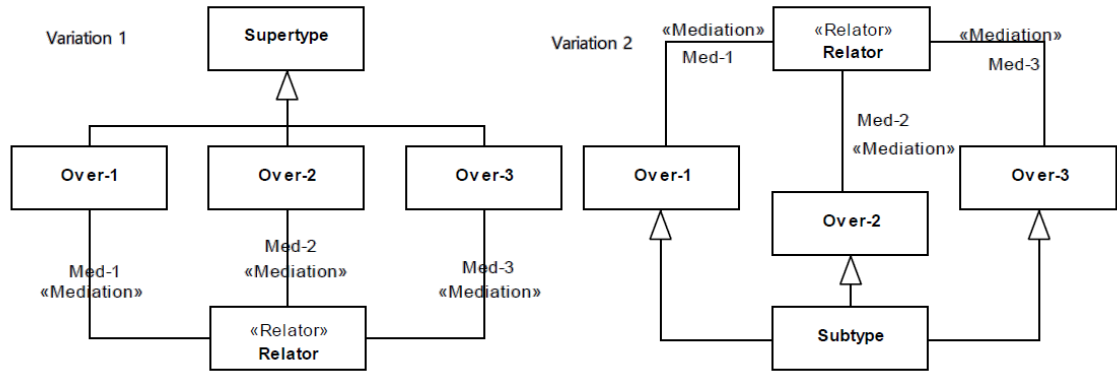 Variation 1
Supertype
Over-1
Over-2
Over-3
Med-1
«Mediation»
Med-2
«Mediation»
Med-3
«Mediation»
«Relator»
Relator
Variation 2
«Mediation»
Med-1
«Relator»
Relator
«Mediation»
Med-3
Med-2
«Mediation»
Over-1
Over-2
Over-3
Subtype